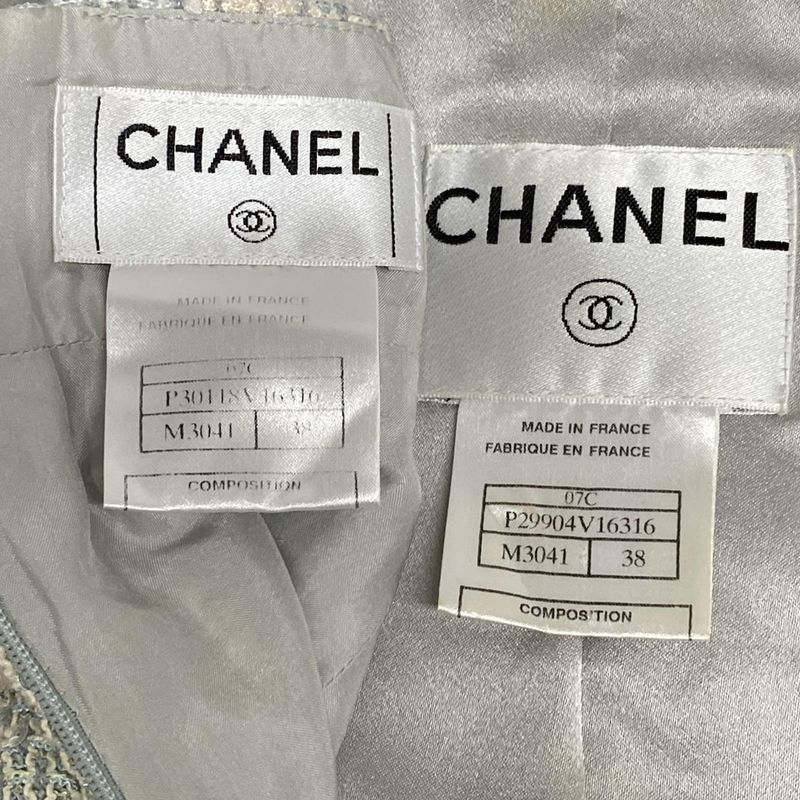 CHANEL
MADE IN FRANCE
FABRIQUE EN FRANCE
07C
P30118V16316
M3041 38
COMPOSITION
CHANEL
MADE IN FRANCE
FABRIQUE EN FRANCE
07C
P29904V16316
M3041 38
COMPOSITION